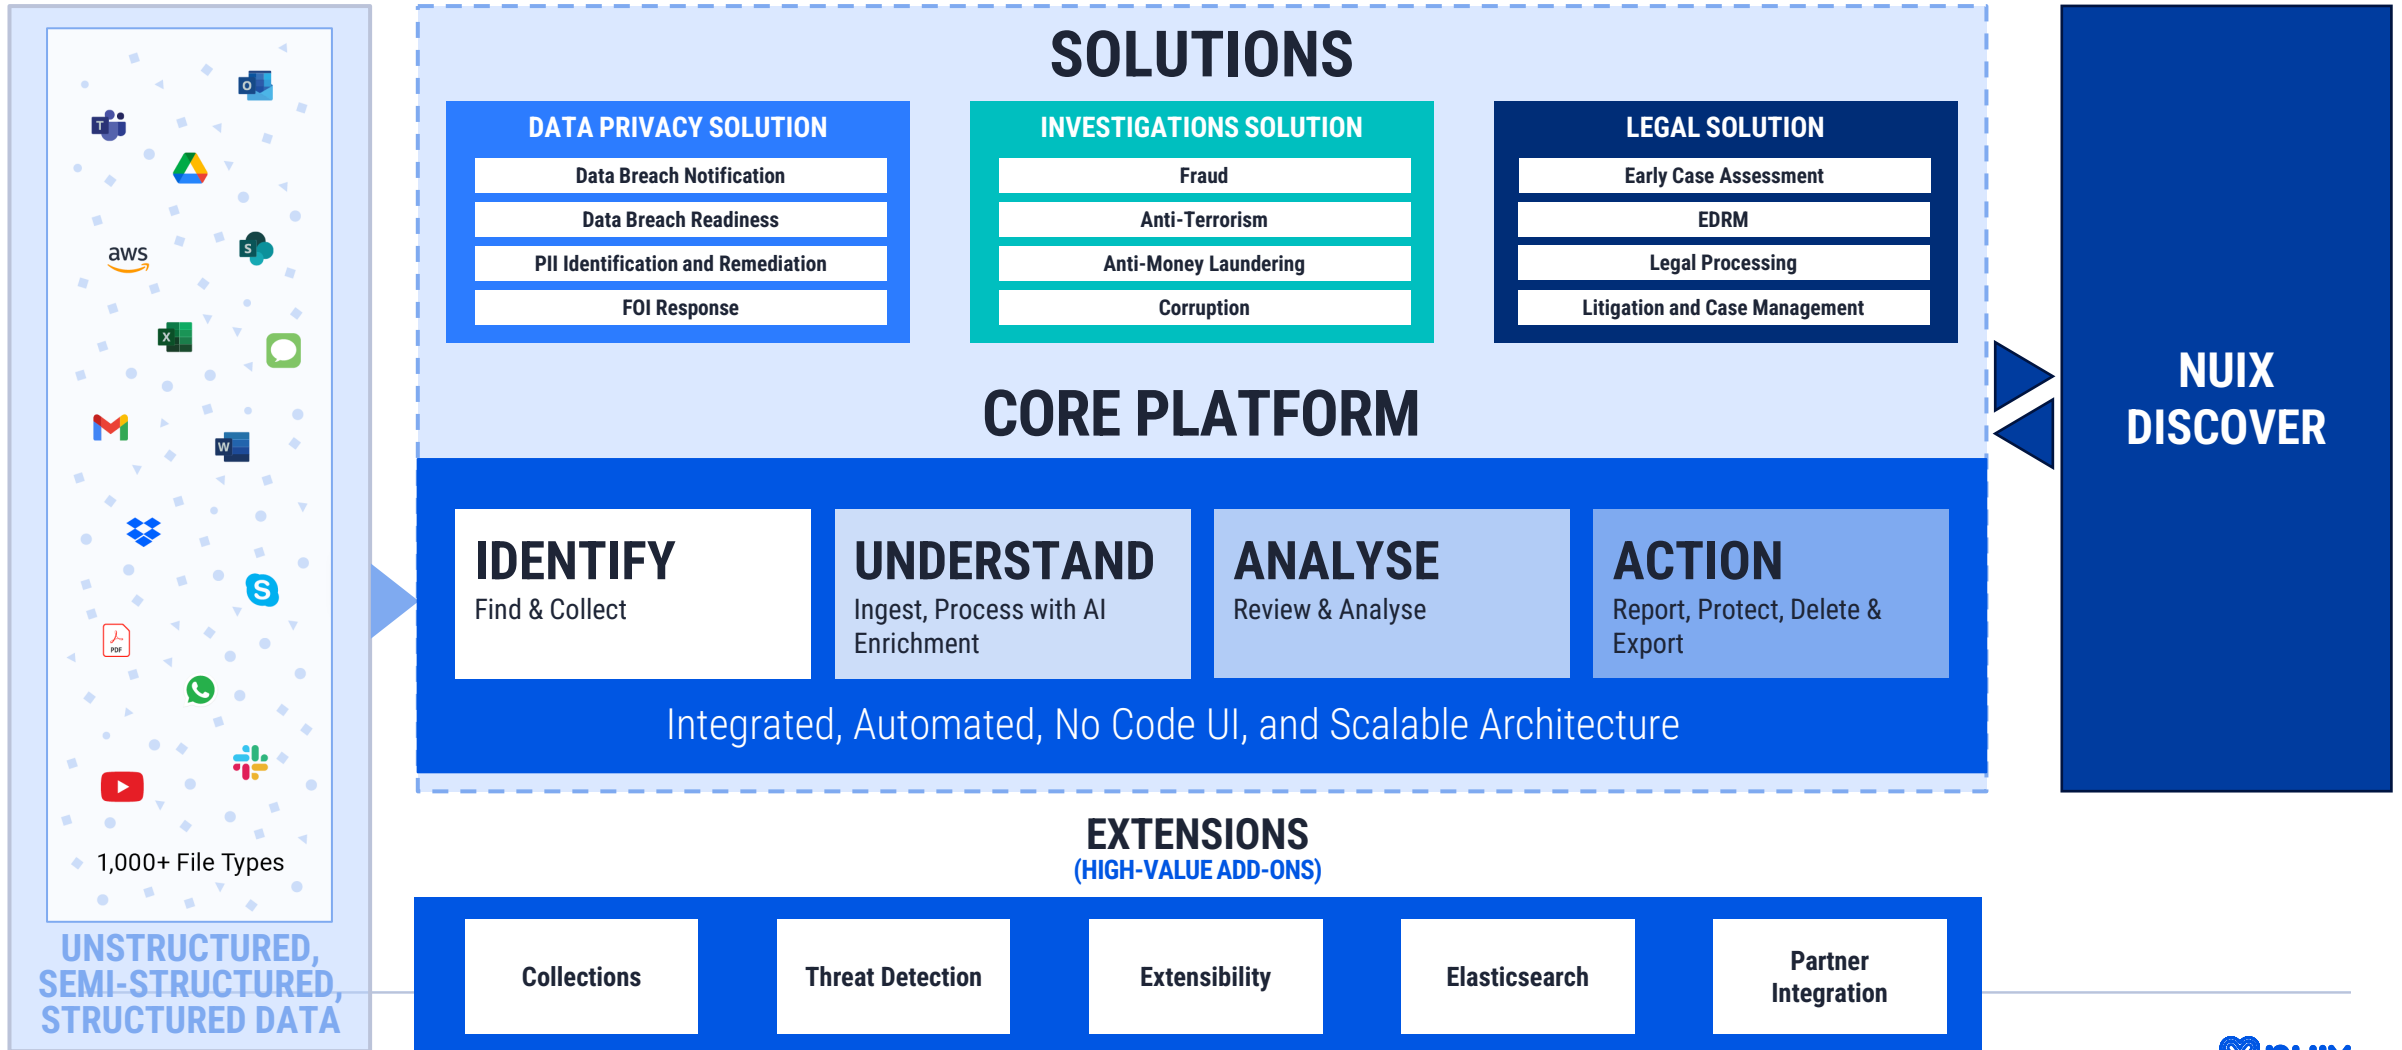 SOLUTIONS
DATA PRIVACY SOLUTION
Data Breach Notification
Data Breach Readiness
PII Identification and Remediation
FOI Response
INVESTIGATIONS SOLUTION
Fraud
Anti-Terrorism
Anti-Money Laundering
Corruption
LEGAL SOLUTION
Early Case Assessment
EDRM
Legal Processing
Litigation and Case Management
CORE PLATFORM
IDENTIFY
Find & Collect
UNDERSTAND
Ingest, Process with AI
Enrichment
ANALYSE
Review & Analyse
ACTION
Report, Protect, Delete &
Export
Integrated, Automated, No Code UI, and Scalable Architecture
NUIX
DISCOVER
O
T
aws
S
X
W
S
PDF
1,000+ File Types
UNSTRUCTURED,
SEMI-STRUCTURED,
STRUCTURED DATA
EXTENSIONS
(HIGH-VALUE ADD-ONS)
Collections
Threat Detection
Extensibility
Elasticsearch
Partner
Integration